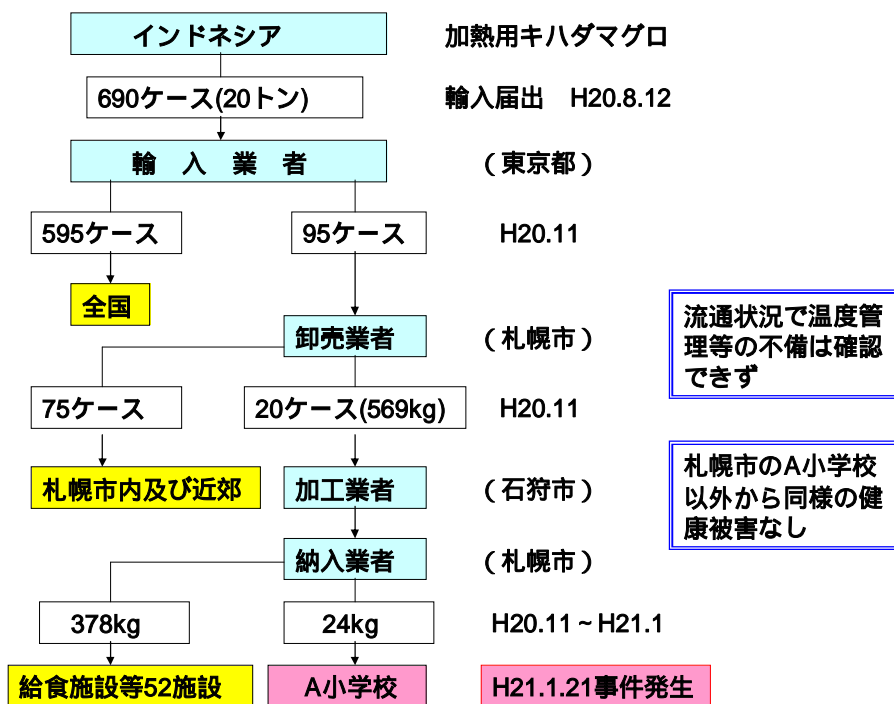 インドネシア
加熱用キハダマグロ
690ケース(20トン)
輸入届出　H20.8.12
輸　入　業　者
（東京都）
595ケース
95ケース
H20.11
全国
流通状況で温度管
理等の不備は確認
できず
卸売業者
（札幌市）
75ケース
20ケース(569kg)
H20.11
札幌市のA小学校
以外から同様の健
康被害なし
札幌市内及び近郊
加工業者
（石狩市）
納入業者
（札幌市）
378kg
24kg
H20.11～H21.1
給食施設等52施設
A小学校
H21.1.21事件発生